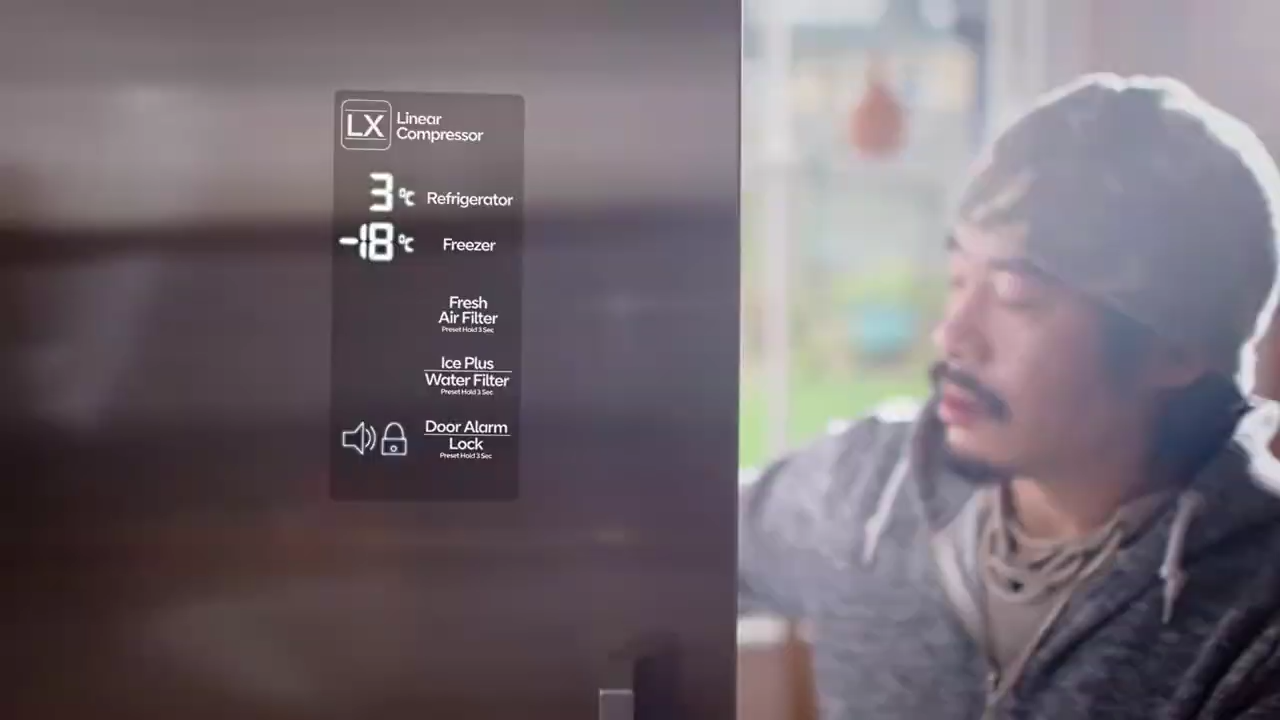 LX
Linear
Compressor
3 °C Refrigerator
-18 °C Freezer
Fresh
Air Filter
Preset Hold 3 Sec
Ice Plus
Water Filter
Preset Hold 3 Sec
Door Alarm
Lock
Preset Hold 3 Sec